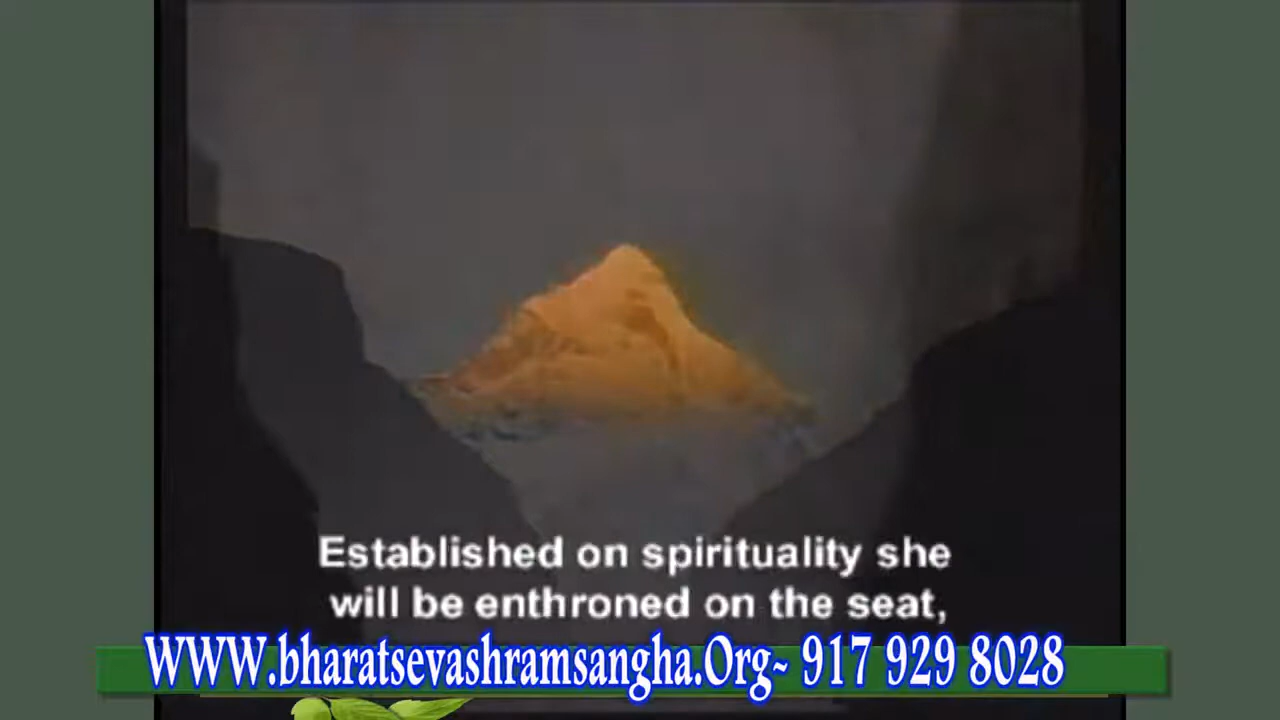 Established on spirituality she
will be enthroned on the seat,
WWW.bharatsevashramsangha.Org- 917 929 8028